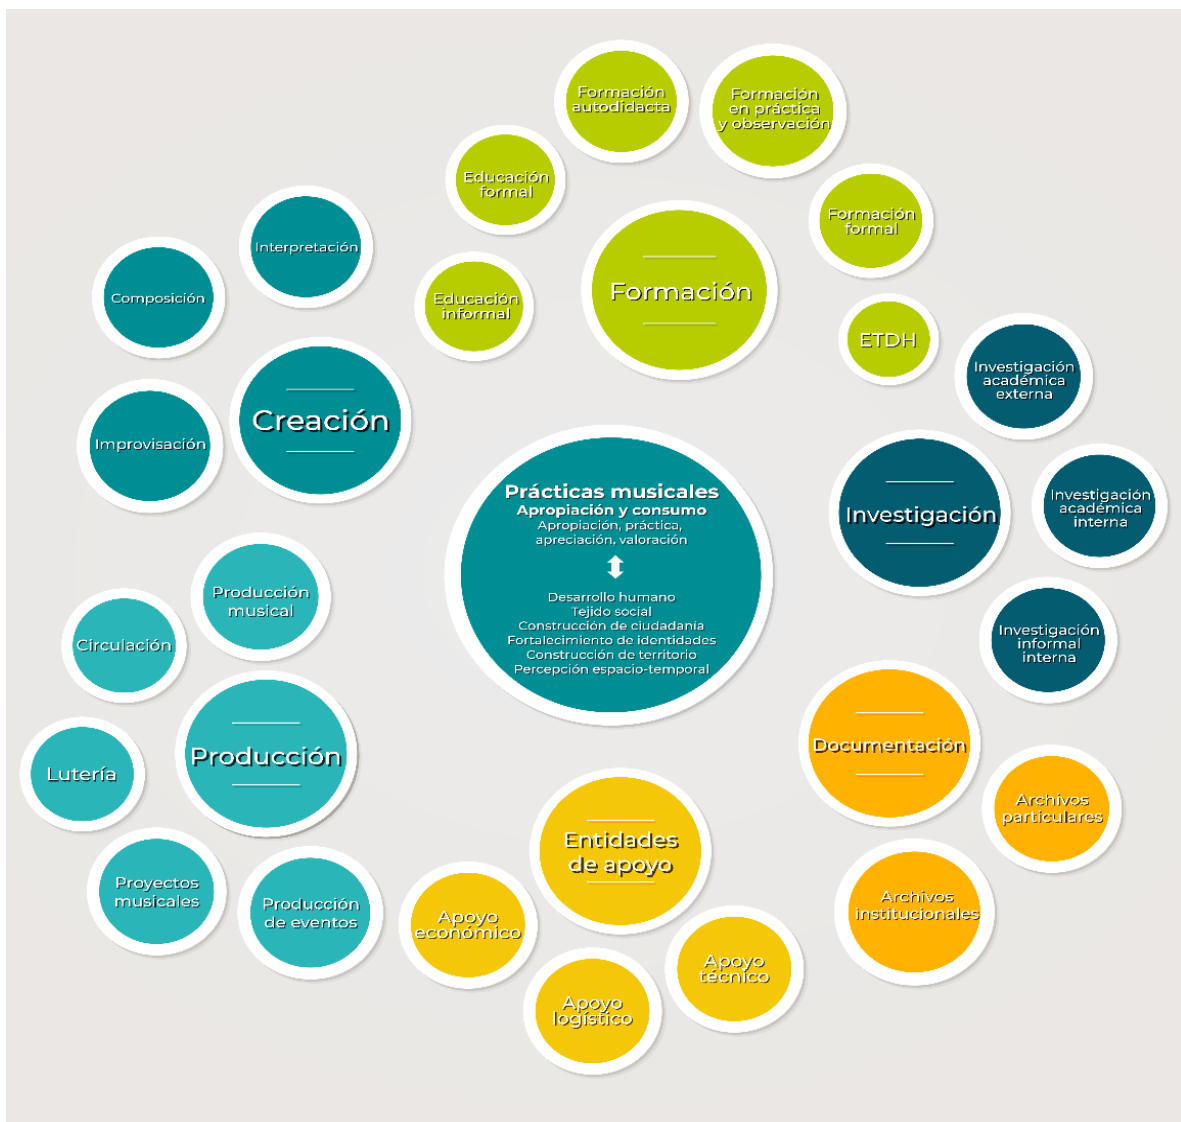 Formación
autodidacta
Formación
en práctica
y observación
Educación
formal
Formación
formal
Educación
informal
Formación
ETDH
Interpretación
Composición
Improvisación
Creación
Investigación
académica
externa
Investigación
académica
interna
Investigación
informal
interna
Investigación
Prácticas musicales
Apropiación y consumo
Apropiación, práctica,
apreciación, valoración
Desarrollo humano
Tejido social
Construcción de ciudadanía
Fortalecimiento de identidades
Construcción de territorio
Percepción espacio-temporal
Producción
musical
Circulación
Producción
Lutería
Proyectos
musicales
Producción
de eventos
Documentación
Archivos
particulares
Archivos
institucionales
Entidades
de apoyo
Apoyo
económico
Apoyo
logístico
Apoyo
técnico